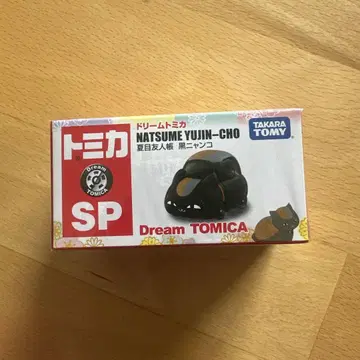 トミカ
Dream
TOMICA
SP
ドリームトミカ
NATSUME YUJIN-CHO
夏目友人帳 黒ニャンコ
TAKARA
TOMY
Dream TOMICA